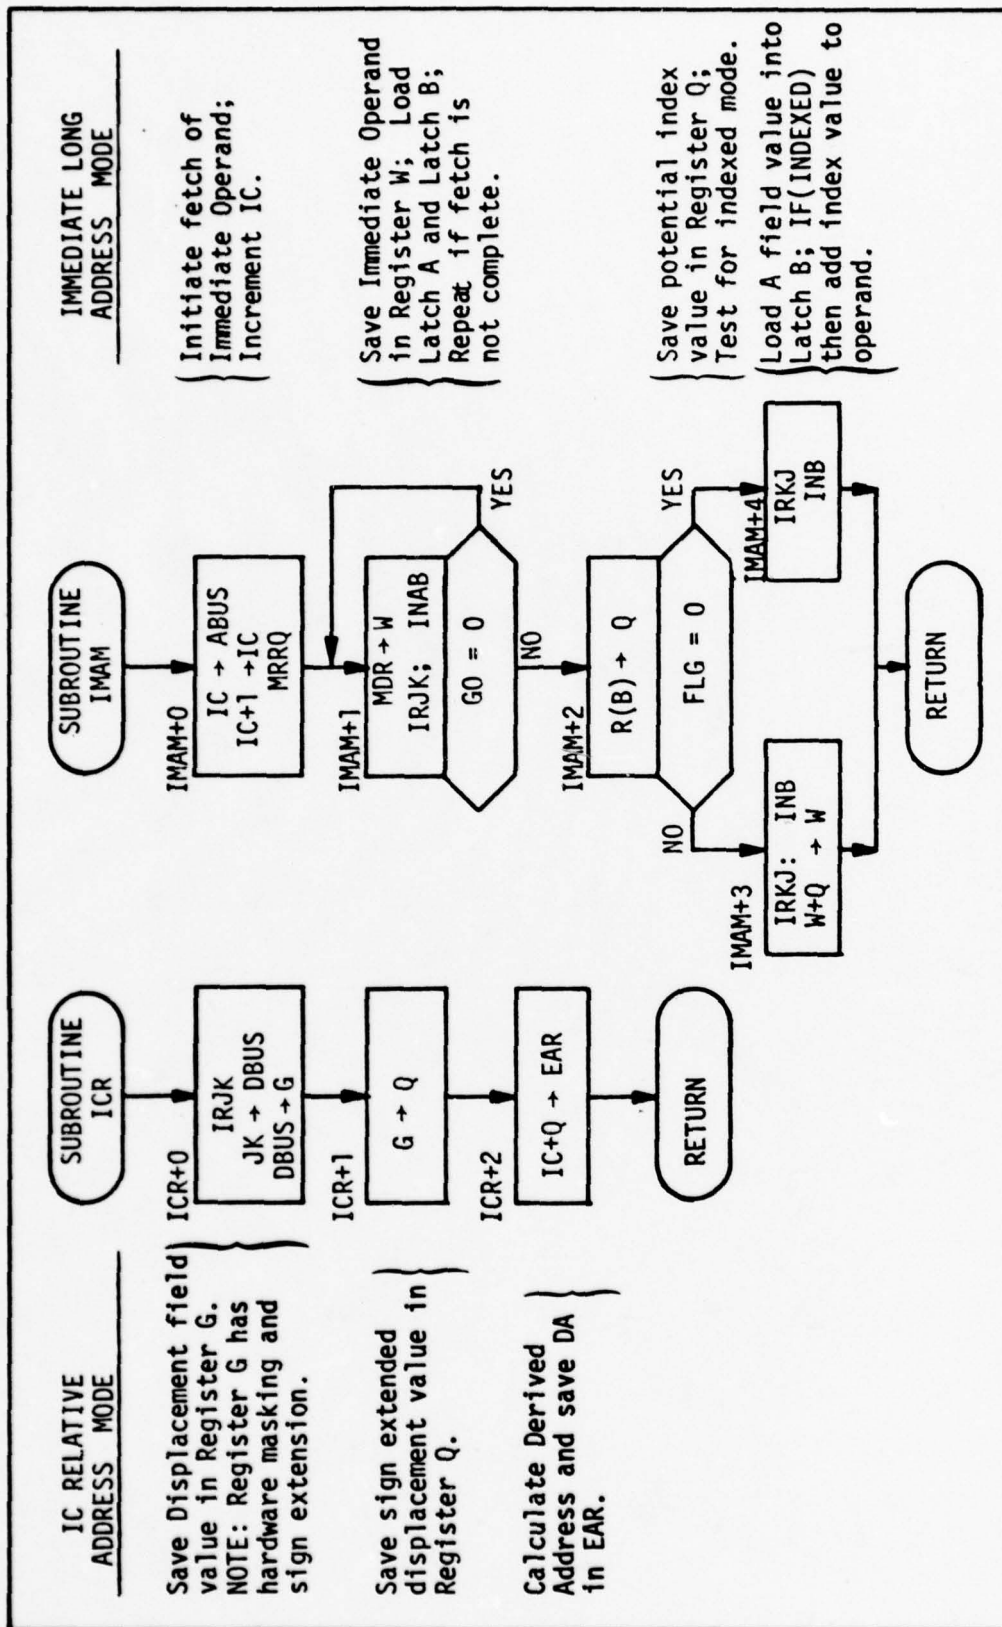 IC RELATIVE
ADDRESS MODE
Save Displacement field
value in Register G.
NOTE: Register G has
hardware masking and
sign extension.
Save sign extended
displacement value in
Register Q.
Calculate Derived
Address and save DA
in EAR.
SUBROUTINE
ICR
ICR+0
IRJK
JK → DBUS
DBUS → G
ICR+1
G → Q
ICR+2
IC+Q → EAR
RETURN
SUBROUTINE
IMAM
IMAM+0
IC → ABUS
IC+1 → IC
MRRQ
IMAM+1
MDR → W
IRJK; INAB
GO = 0
YES
NO
IMAM+2
R(B) → Q
FLG = 0
NO
YES
IMAM+3
IRKJ: INB
W+Q → W
IMAM+4
IRKJ
INB
RETURN
IMMEDIATE LONG
ADDRESS MODE
Initiate fetch of
Immediate Operand;
Increment IC.
Save Immediate Operand
in Register W; Load
Latch A and Latch B;
Repeat if fetch is
not complete.
Save potential index
value in Register Q;
Test for indexed mode.
Load A field value into
Latch B; IF(INDEXED)
then add index value to
operand.